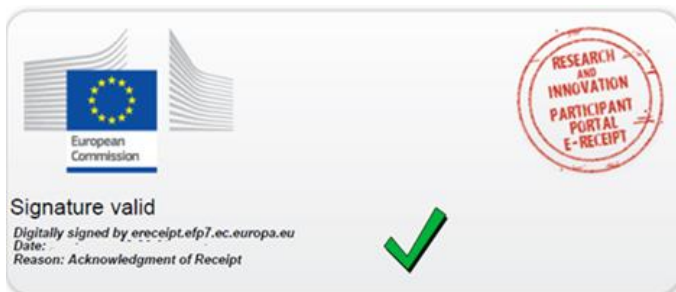 European
Commission
RESEARCH
AND
INNOVATION
PARTICIPANT
PORTAL
E-RECEIPT
Signature valid
Digitally signed by ereceipt.efp7.ec.europa.eu
Date:
Reason: Acknowledgment of Receipt